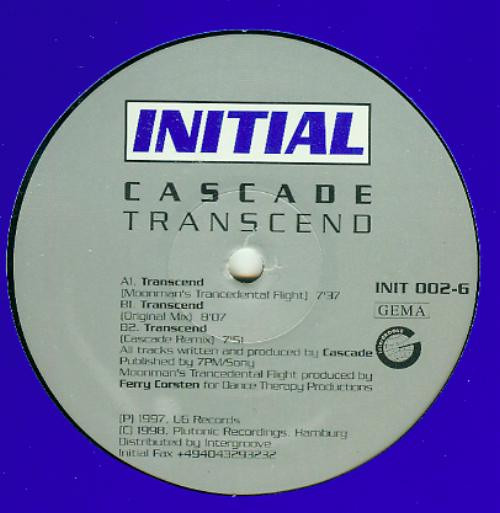 INITIAL
CASCADE
TRANSCEND
A1. Transcend
(Moonman's Trancedental Flight) 7'37
B1. Transcend
(Original Mix) 8'07
B2. Transcend
(Cascade Remix) 7'51
All tracks written and produced by Cascade
Published by 7PM/Sony
Moonman's Trancedental Flight produced by
Ferry Corsten for Dance Therapy Productions
INIT 002-6
GEMA
INTERGROOVE
(P) 1997, UG Records
(C) 1998, Plutonic Recordings, Hamburg
Distributed by Intergroove
Initial Fax +494043293232